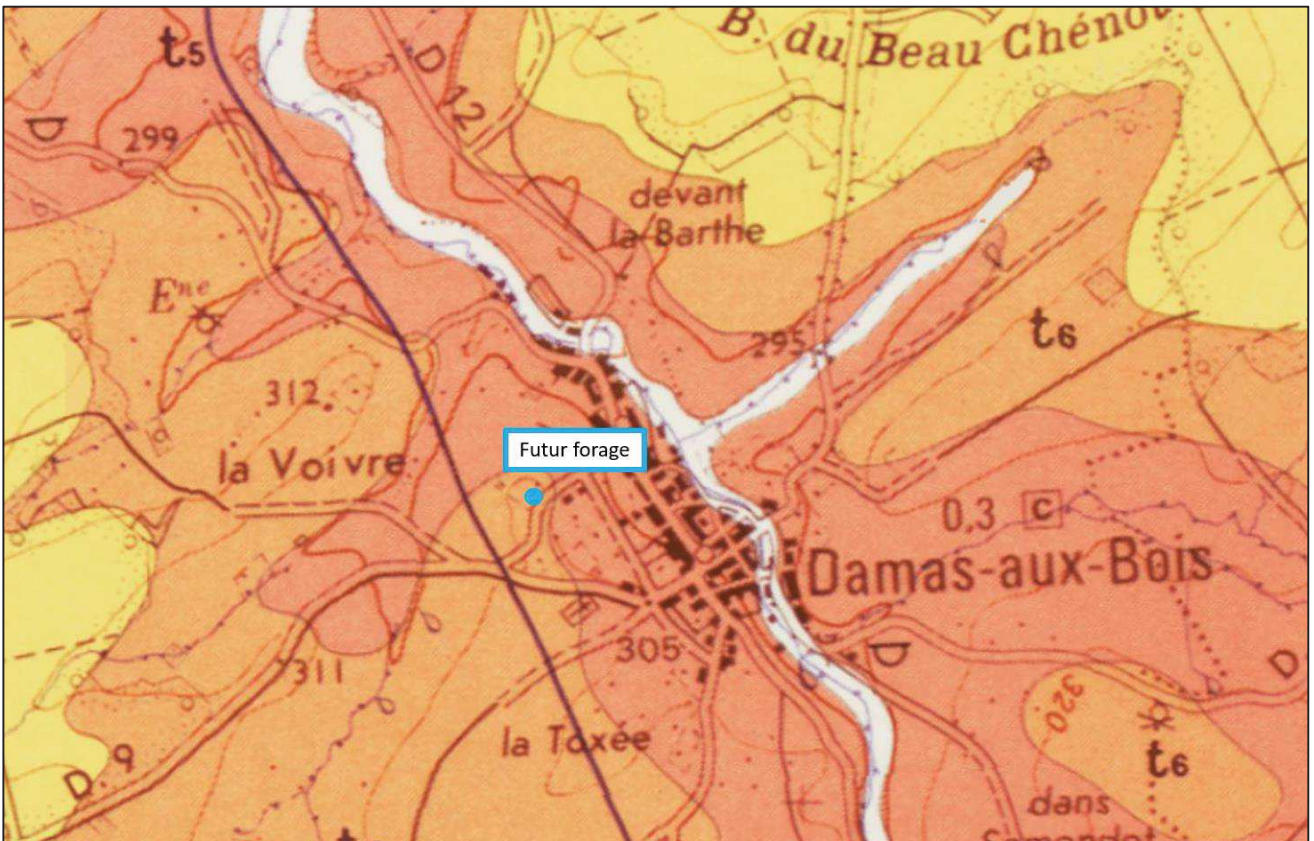 B. du Beau Chénoi
t5
D 12
299
devant
la Barthe
Ene
t6
295
312
Futur forage
la Voivre
0,3 C
Damas-aux-Bois
305
311
D
320
la Toxée
t6
D. 9
dans